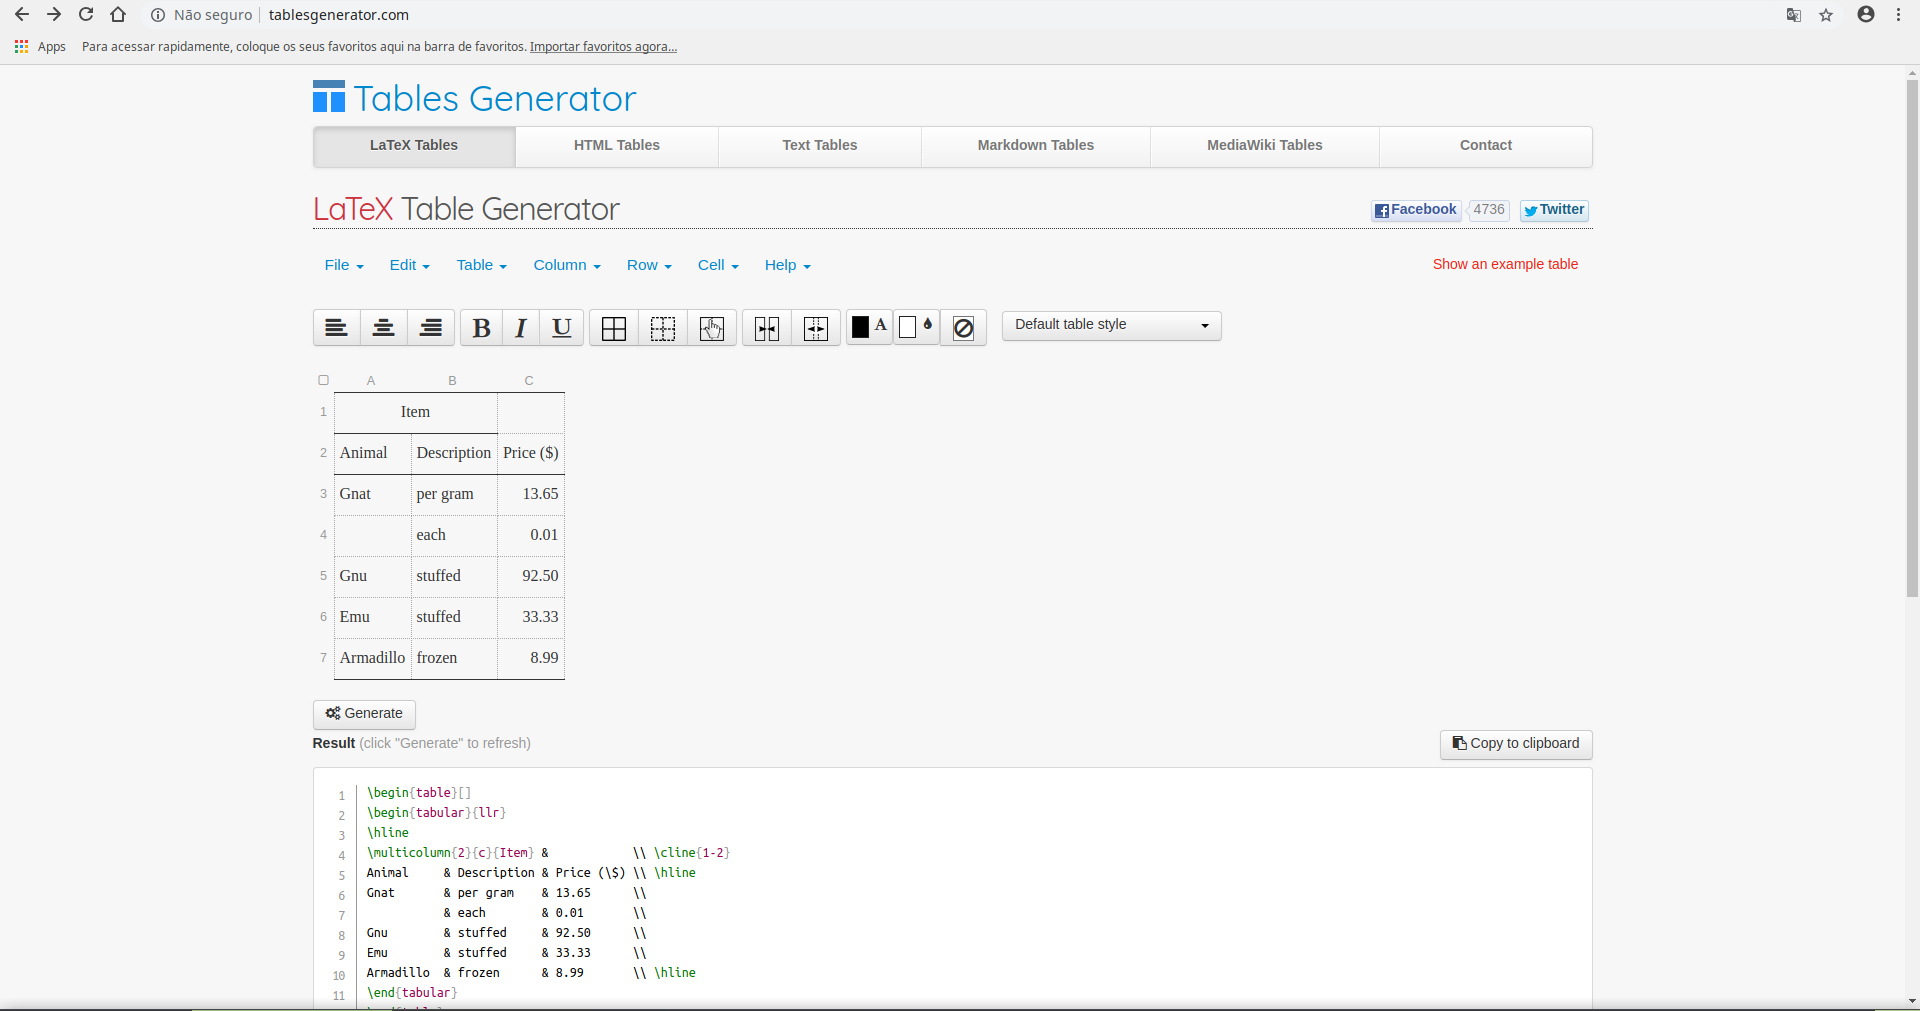 Não seguro tablesgenerator.com
Apps Para acessar rapidamente, coloque os seus favoritos aqui na barra de favoritos. Importar favoritos agora...
Tables Generator
LaTeX Tables HTML Tables Text Tables Markdown Tables MediaWiki Tables Contact
LaTeX Table Generator
Facebook 4736 Twitter
File Edit Table Column Row Cell Help Show an example table
B I U A Default table style
A B C
1 Item
2 Animal Description Price ($)
3 Gnat per gram 13.65
4 each 0.01
5 Gnu stuffed 92.50
6 Emu stuffed 33.33
7 Armadillo frozen 8.99
Generate
Result (click "Generate" to refresh) Copy to clipboard
1 \begin{table}[]
2 \begin{tabular}{llr}
3 \hline
4 \multicolumn{2}{c}{Item} & \\ \cline{1-2}
5 Animal & Description & Price (\$) \\ \hline
6 Gnat & per gram & 13.65 \\
7 & each & 0.01 \\
8 Gnu & stuffed & 92.50 \\
9 Emu & stuffed & 33.33 \\
10 Armadillo & frozen & 8.99 \\ \hline
11 \end{tabular}